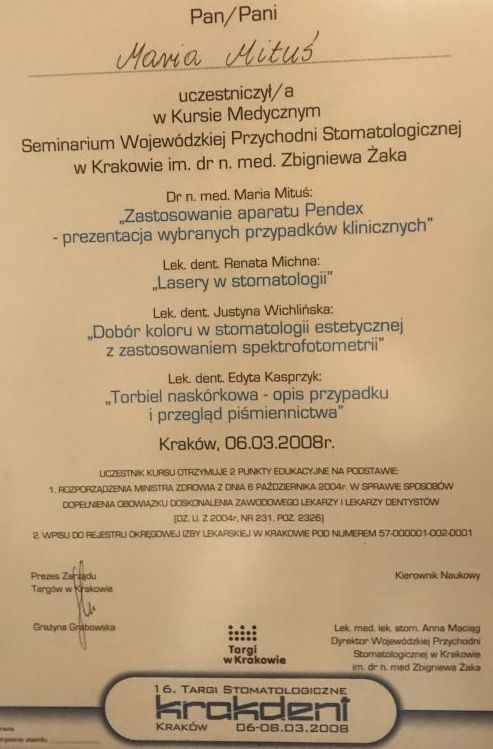 Pan/Pani
Maria Mituś
uczestniczył/a
w Kursie Medycznym
Seminarium Wojewódzkiej Przychodni Stomatologicznej
w Krakowie im. dr n. med. Zbigniewa Żaka
Dr n. med. Maria Mituś:
„Zastosowanie aparatu Pendex
- prezentacja wybranych przypadków klinicznych”
Lek. dent. Renata Michna:
„Lasery w stomatologii”
Lek. dent. Justyna Wichlińska:
„Dobór koloru w stomatologii estetycznej
z zastosowaniem spektrofotometrii”
Lek. dent. Edyta Kasprzyk:
„Torbiel naskórkowa - opis przypadku
i przegląd piśmiennictwa”
Kraków, 06.03.2008r.
UCZESTNIK KURSU OTRZYMUJE 2 PUNKTY EDUKACYJNE NA PODSTAWIE:
1. ROZPORZĄDZENIA MINISTRA ZDROWIA Z DNIA 6 PAŹDZIERNIKA 2004r. W SPRAWIE SPOSOBÓW
DOPEŁNIENIA OBOWIĄZKU DOSKONALENIA ZAWODOWEGO LEKARZY I LEKARZY DENTYSTÓW
(DZ. U. Z 2004r, NR 231, POZ. 2326)
2. WPISU DO REJESTRU OKRĘGOWEJ IZBY LEKARSKIEJ W KRAKOWIE POD NUMEREM 57-000001-002-0001
Prezes Zarządu
Targów w Krakowie
Grażyna Grabowska
Kierownik Naukowy
Lek. med. lek. stom. Anna Maciąg
Dyrektor Wojewódzkiej Przychodni
Stomatologicznej w Krakowie
im. dr n. med Zbigniewa Żaka
Targi
w Krakowie
16. TARGI STOMATOLOGICZNE
krakdent
KRAKÓW 06-08.03.2008